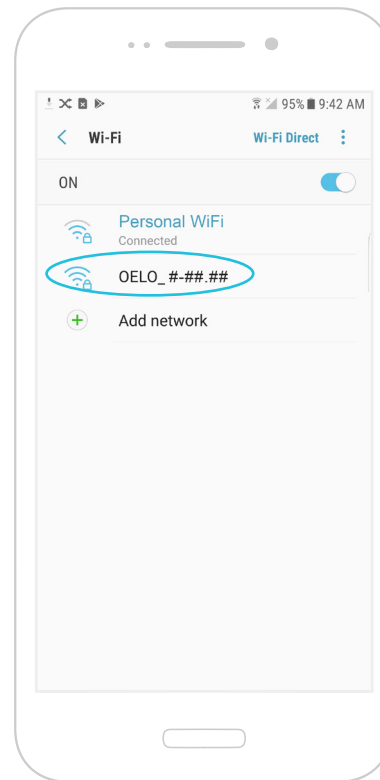 95% 9:42 AM
Wi-Fi Wi-Fi Direct
ON
Personal WiFi
Connected
OELO_ #-##.##
Add network